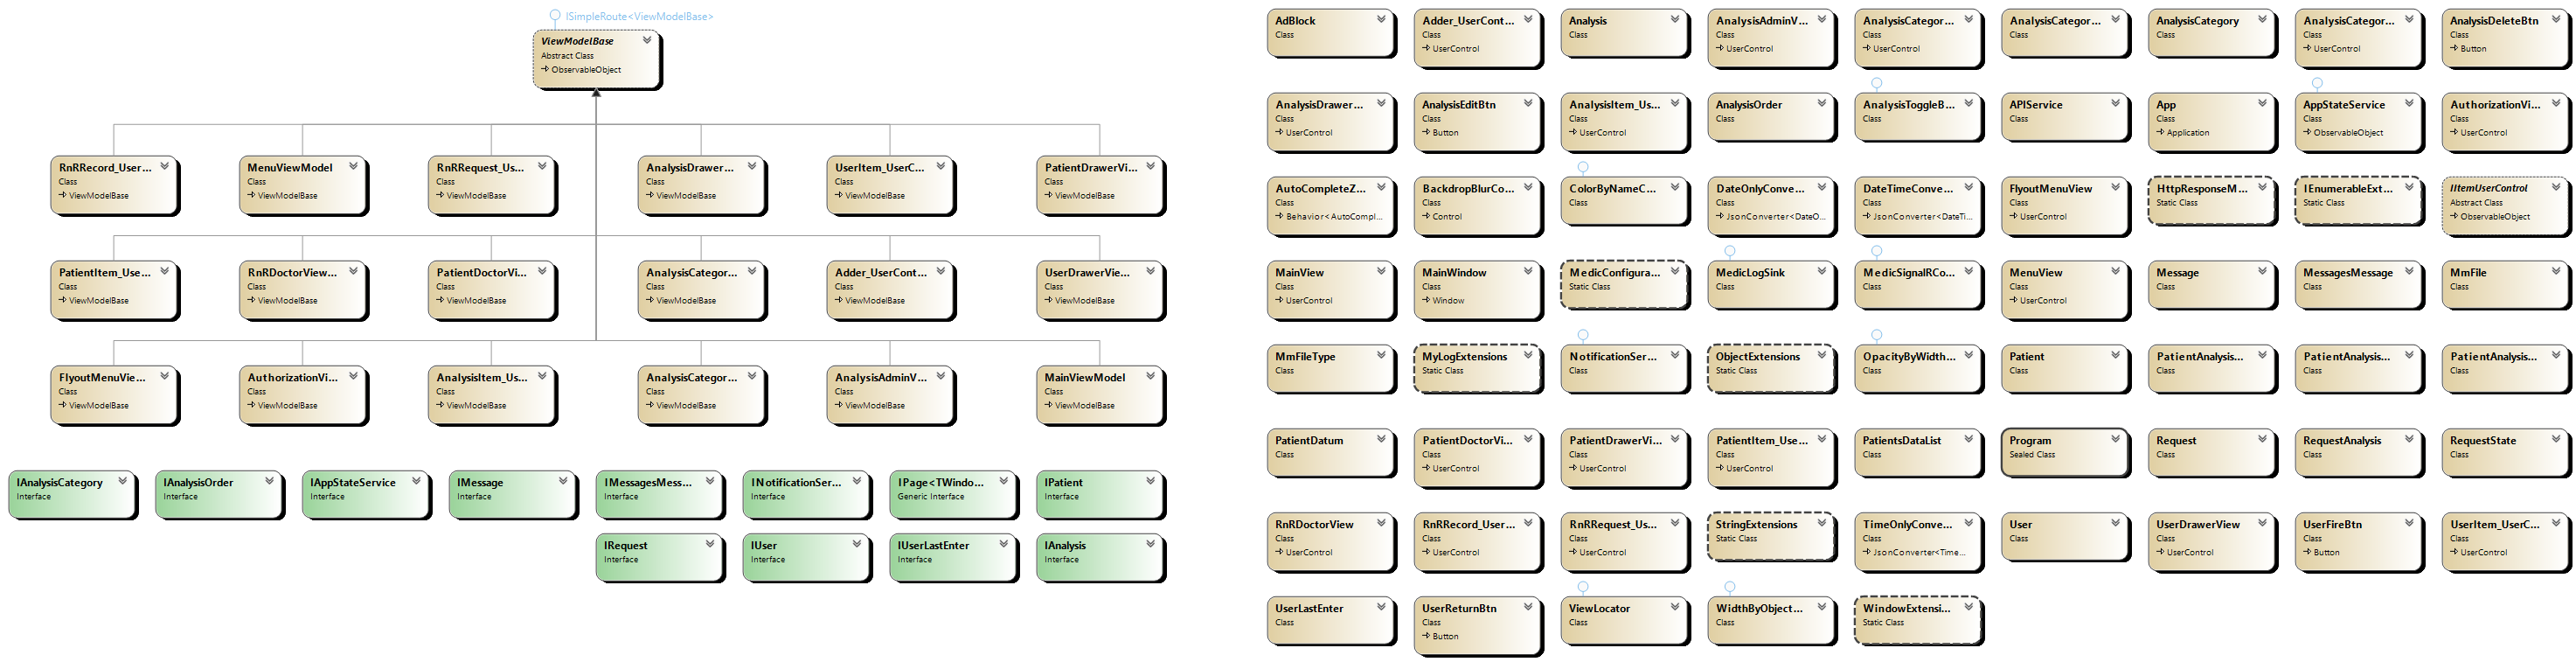 ISimpleRoute<ViewModelBase>
ViewModelBase
Abstract Class
ObservableObject
RnRRecord_User...
Class
ViewModelBase
MenuViewModel
Class
ViewModelBase
RnRRequest_Us...
Class
ViewModelBase
AnalysisDrawer...
Class
ViewModelBase
UserItem_UserC...
Class
ViewModelBase
PatientDrawerVi...
Class
ViewModelBase
PatientItem_Use...
Class
ViewModelBase
RnRDoctorView...
Class
ViewModelBase
PatientDoctorVi...
Class
ViewModelBase
AnalysisCategor...
Class
ViewModelBase
Adder_UserCont...
Class
ViewModelBase
UserDrawerVie...
Class
ViewModelBase
FlyoutMenuVie...
Class
ViewModelBase
AuthorizationVi...
Class
ViewModelBase
AnalysisItem_Us...
Class
ViewModelBase
AnalysisCategor...
Class
ViewModelBase
AnalysisAdminV...
Class
ViewModelBase
MainViewModel
Class
ViewModelBase
IAnalysisCategory
Interface
IAnalysisOrder
Interface
IAppStateService
Interface
IMessage
Interface
IMessagesMess...
Interface
INotificationSer...
Interface
IPage<TWindo...
Generic Interface
IPatient
Interface
IRequest
Interface
IUser
Interface
IUserLastEnter
Interface
IAnalysis
Interface
AdBlock
Class
Adder_UserCont...
Class
UserControl
Analysis
Class
AnalysisAdminV...
Class
UserControl
AnalysisCategor...
Class
UserControl
AnalysisCategor...
Class
AnalysisCategory
Class
AnalysisCategor...
Class
UserControl
AnalysisDeleteBtn
Class
Button
AnalysisDrawer...
Class
UserControl
AnalysisEditBtn
Class
Button
AnalysisItem_Us...
Class
UserControl
AnalysisOrder
Class
AnalysisToggleB...
Class
APIService
Class
App
Class
Application
AppStateService
Class
ObservableObject
AuthorizationVi...
Class
UserControl
AutoCompleteZ...
Class
Behavior<AutoCompl...
BackdropBlurCo...
Class
Control
ColorByNameC...
Class
DateOnlyConve...
Class
JsonConverter<DateO...
DateTimeConve...
Class
JsonConverter<DateTi...
FlyoutMenuView
Class
UserControl
HttpResponseM...
Static Class
IEnumerableExt...
Static Class
IItemUserControl
Abstract Class
ObservableObject
MainView
Class
UserControl
MainWindow
Class
Window
MedicConfigura...
Static Class
MedicLogSink
Class
MedicSignalRCo...
Class
MenuView
Class
UserControl
Message
Class
MessagesMessage
Class
MmFile
Class
MmFileType
Class
MyLogExtensions
Static Class
NotificationSer...
Class
ObjectExtensions
Static Class
OpacityByWidth...
Class
Patient
Class
PatientAnalysis...
Class
PatientAnalysis...
Class
PatientAnalysis...
Class
PatientDatum
Class
PatientDoctorVi...
Class
UserControl
PatientDrawerVi...
Class
UserControl
PatientItem_Use...
Class
UserControl
PatientsDataList
Class
Program
Sealed Class
Request
Class
RequestAnalysis
Class
RequestState
Class
RnRDoctorView
Class
UserControl
RnRRecord_User...
Class
UserControl
RnRRequest_Us...
Class
UserControl
StringExtensions
Static Class
TimeOnlyConve...
Class
JsonConverter<Time...
User
Class
UserDrawerView
Class
UserControl
UserFireBtn
Class
Button
UserItem_UserC...
Class
UserControl
UserLastEnter
Class
UserReturnBtn
Class
Button
ViewLocator
Class
WidthByObject...
Class
WindowExtensi...
Static Class